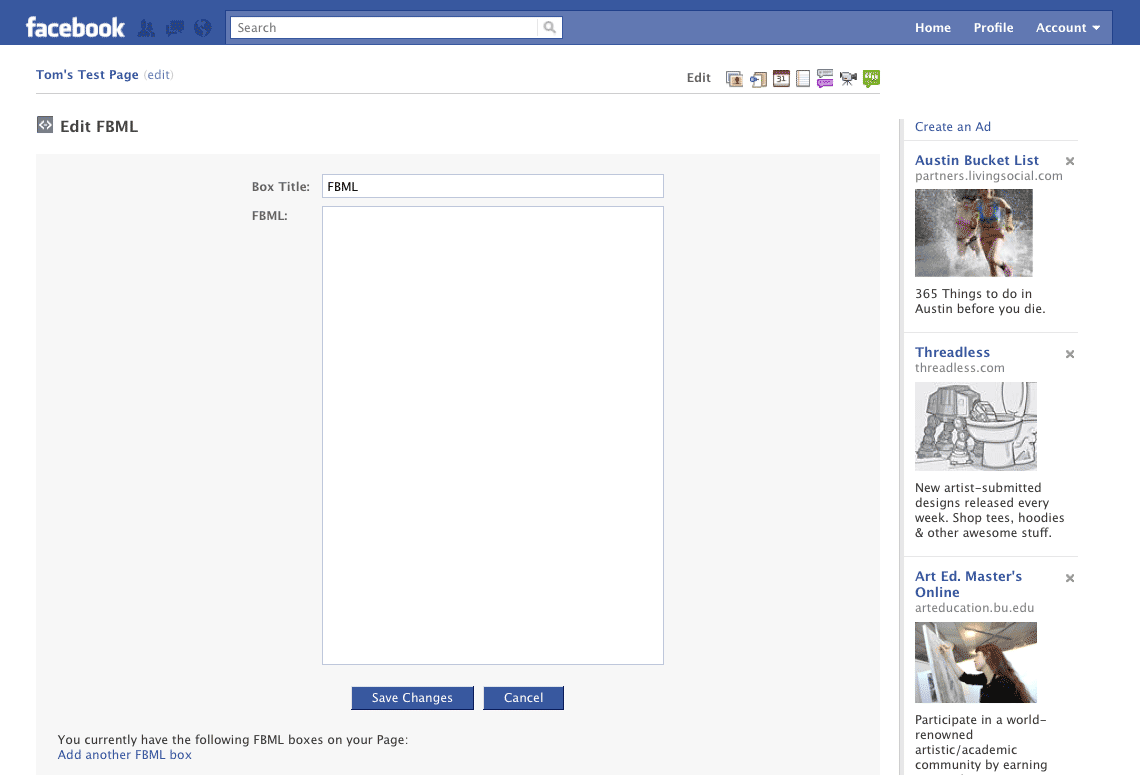 facebook
Search
Home Profile Account
Tom's Test Page (edit)
Edit
31
Edit FBML
Box Title: FBML
FBML:
Save Changes Cancel
You currently have the following FBML boxes on your Page:
Add another FBML box
Create an Ad
Austin Bucket List
partners.livingsocial.com
365 Things to do in
Austin before you die.
Threadless
threadless.com
New artist-submitted
designs released every
week. Shop tees, hoodies
& other awesome stuff.
Art Ed. Master's
Online
arteducation.bu.edu
Participate in a world-
renowned
artistic/academic
community by earning